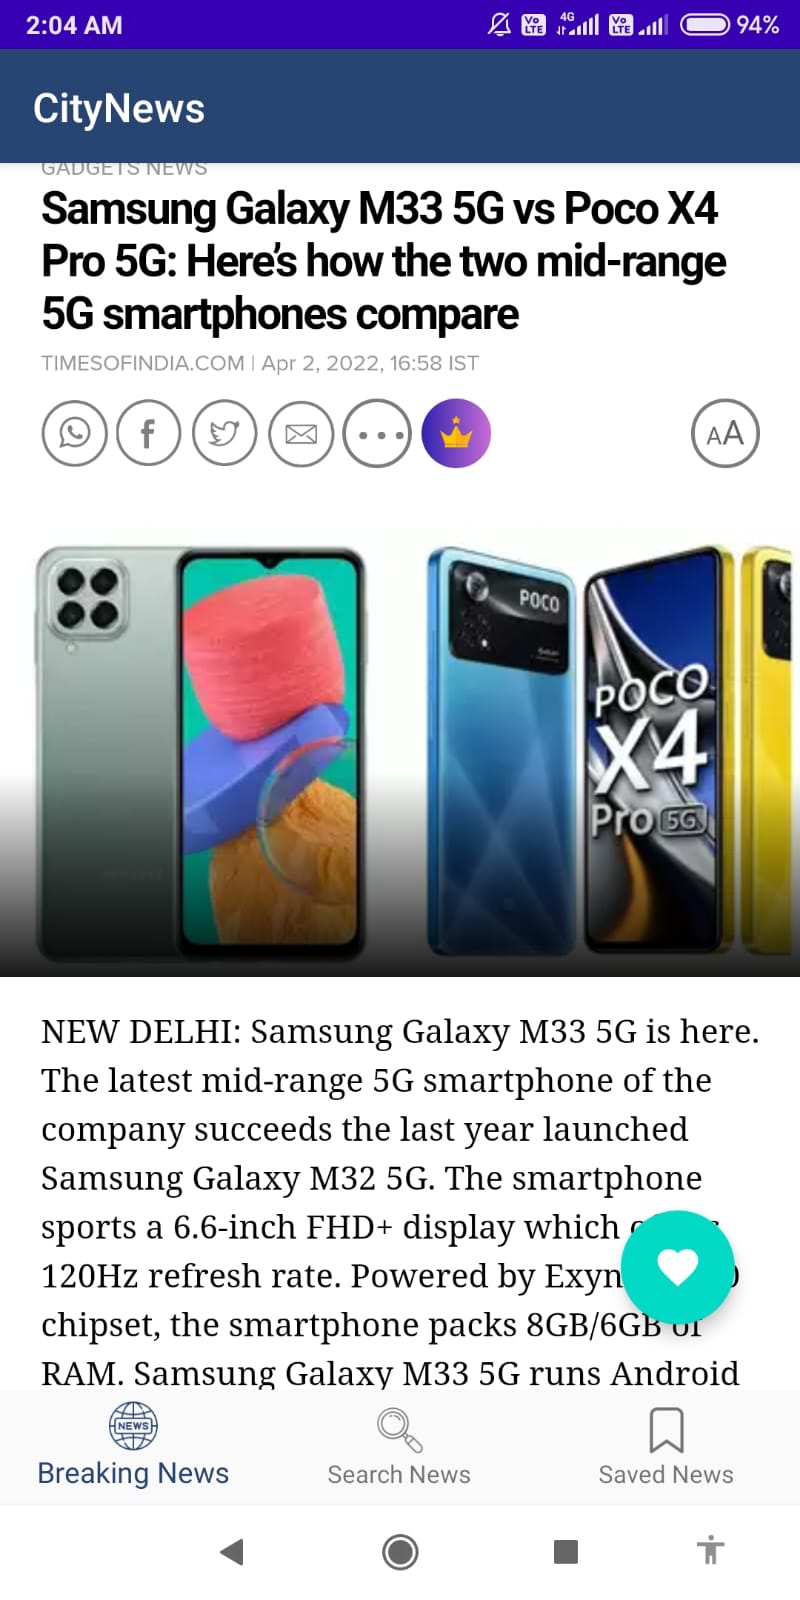 2:04 AM
Vo LTE 4G Vo LTE 94%
CityNews
GADGETS NEWS
Samsung Galaxy M33 5G vs Poco X4
Pro 5G: Here's how the two mid-range
5G smartphones compare
TIMESOFINDIA.COM | Apr 2, 2022, 16:58 IST
AA
POCO
POCO
X4
Pro 5G
NEW DELHI: Samsung Galaxy M33 5G is here.
The latest mid-range 5G smartphone of the
company succeeds the last year launched
Samsung Galaxy M32 5G. The smartphone
sports a 6.6-inch FHD+ display which
120Hz refresh rate. Powered by
chipset, the smartphone packs 8GB/6GB of
RAM. Samsung Galaxy M33 5G runs Android
NEWS
Breaking News
Search News
Saved News